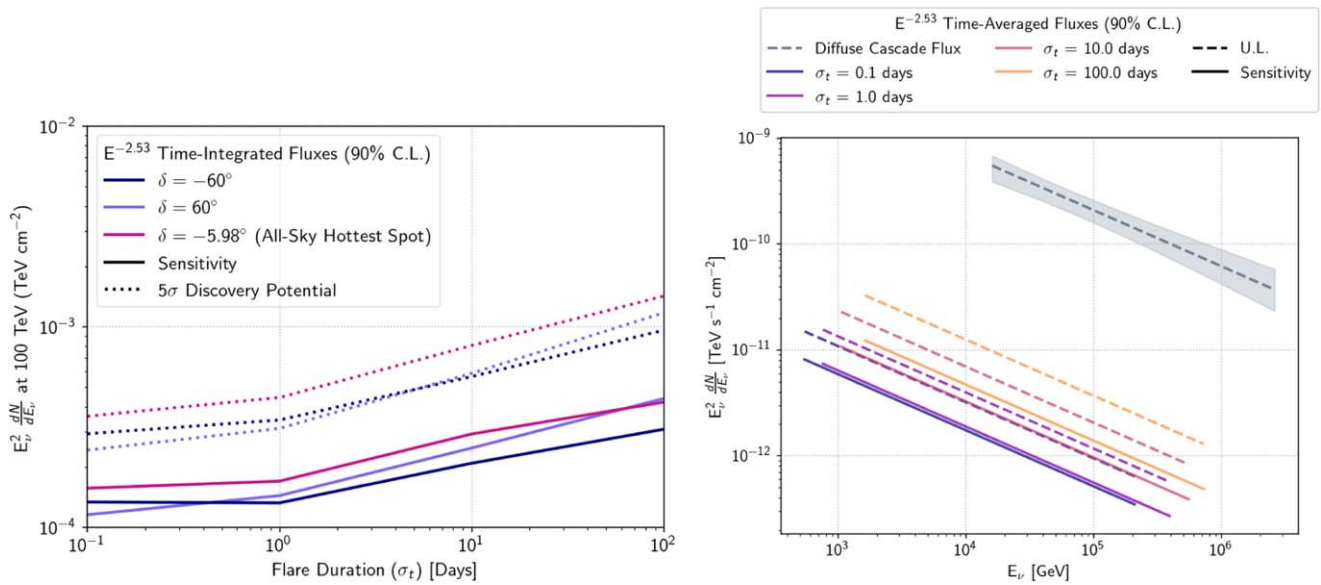 E^−2.53 Time-Integrated Fluxes (90% C.L.)
δ = −60°
δ = 60°
δ = −5.98° (All-Sky Hottest Spot)
Sensitivity
5σ Discovery Potential
10^−2
10^−3
10^−4
E_ν^2 dN/dE_ν at 100 TeV (TeV cm^−2)
10^−1
10^0
10^1
10^2
Flare Duration (σ_t) [Days]
E^−2.53 Time-Averaged Fluxes (90% C.L.)
Diffuse Cascade Flux
σ_t = 0.1 days
σ_t = 1.0 days
σ_t = 10.0 days
σ_t = 100.0 days
U.L.
Sensitivity
10^−9
10^−10
10^−11
10^−12
E_ν^2 dN/dE_ν [TeV s^−1 cm^−2]
10^3
10^4
10^5
10^6
E_ν [GeV]